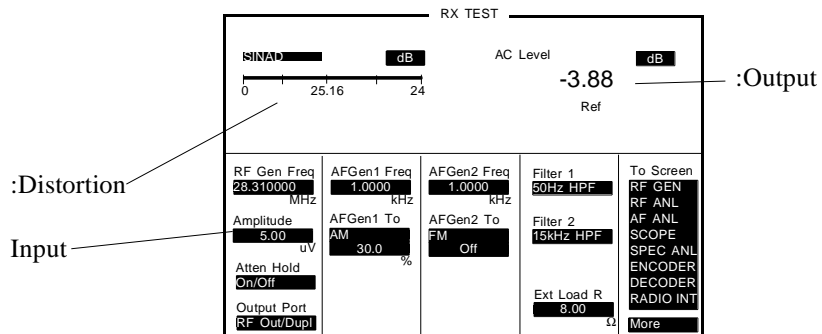 RX TEST
SINAD
dB
AC Level
dB
-3.88
Ref
0
25.16
24
:Output
:Distortion
Input
RF Gen Freq
28.310000
MHz
Amplitude
5.00
uV
Atten Hold
On/Off
Output Port
RF Out/Dupl
AFGen1 Freq
1.0000
kHz
AFGen1 To
AM
30.0
%
AFGen2 Freq
1.0000
kHz
AFGen2 To
FM
Off
Filter 1
50Hz HPF
Filter 2
15kHz HPF
Ext Load R
8.00
Ω
To Screen
RF GEN
RF ANL
AF ANL
SCOPE
SPEC ANL
ENCODER
DECODER
RADIO INT
More